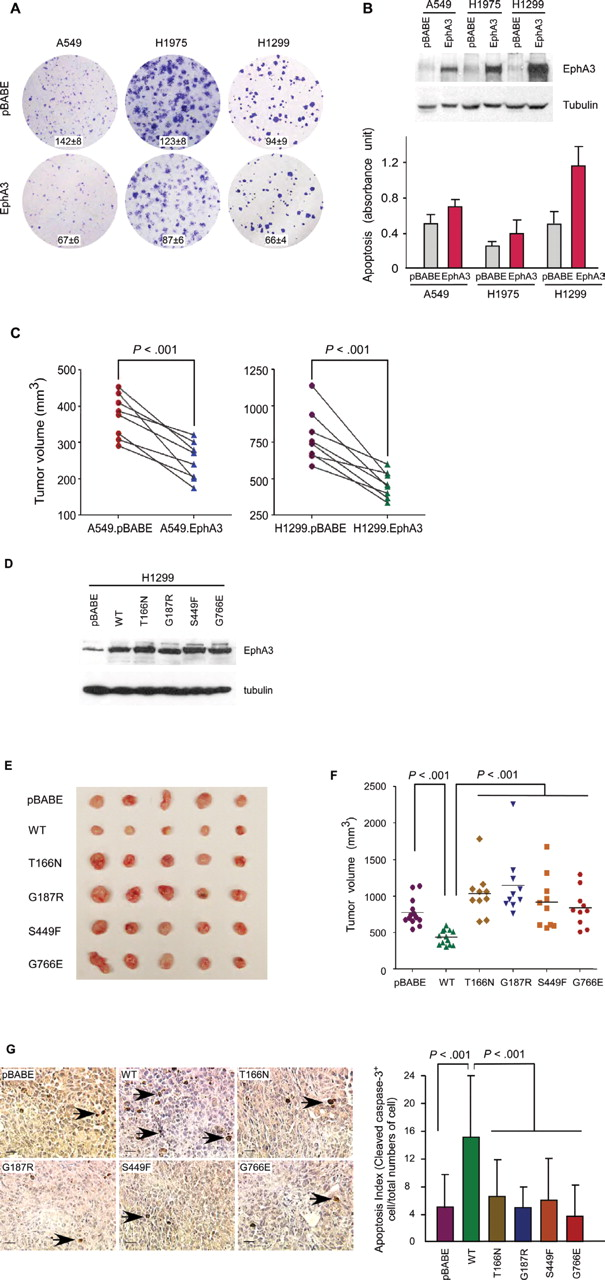 A
A549 H1975 H1299
pBABE
142±8 123±8 94±9
EphA3
67±6 87±6 66±4
B
A549 H1975 H1299
pBABE EphA3 pBABE EphA3 pBABE EphA3
EphA3
Tubulin
Apoptosis (absorbance unit)
1.2
0.8
0.4
0
pBABE EphA3 pBABE EphA3 pBABE EphA3
A549 H1975 H1299
C
P < .001 P < .001
Tumor volume (mm3)
500
400
300
200
100
A549.pBABE A549.EphA3
1250
1000
750
500
250
H1299.pBABE H1299.EphA3
D
H1299
pBABE WT T166N G187R S449F G766E
EphA3
tubulin
E
pBABE
WT
T166N
G187R
S449F
G766E
F
P < .001 P < .001
Tumor volume (mm3)
2500
2000
1500
1000
500
0
pBABE WT T166N G187R S449F G766E
G
pBABE WT T166N
G187R S449F G766E
P < .001 P < .001
Apoptosis Index (Cleaved caspase-3+
cell/total numbers of cell)
24
20
16
12
8
4
0
pBABE WT T166N G187R S449F G766E